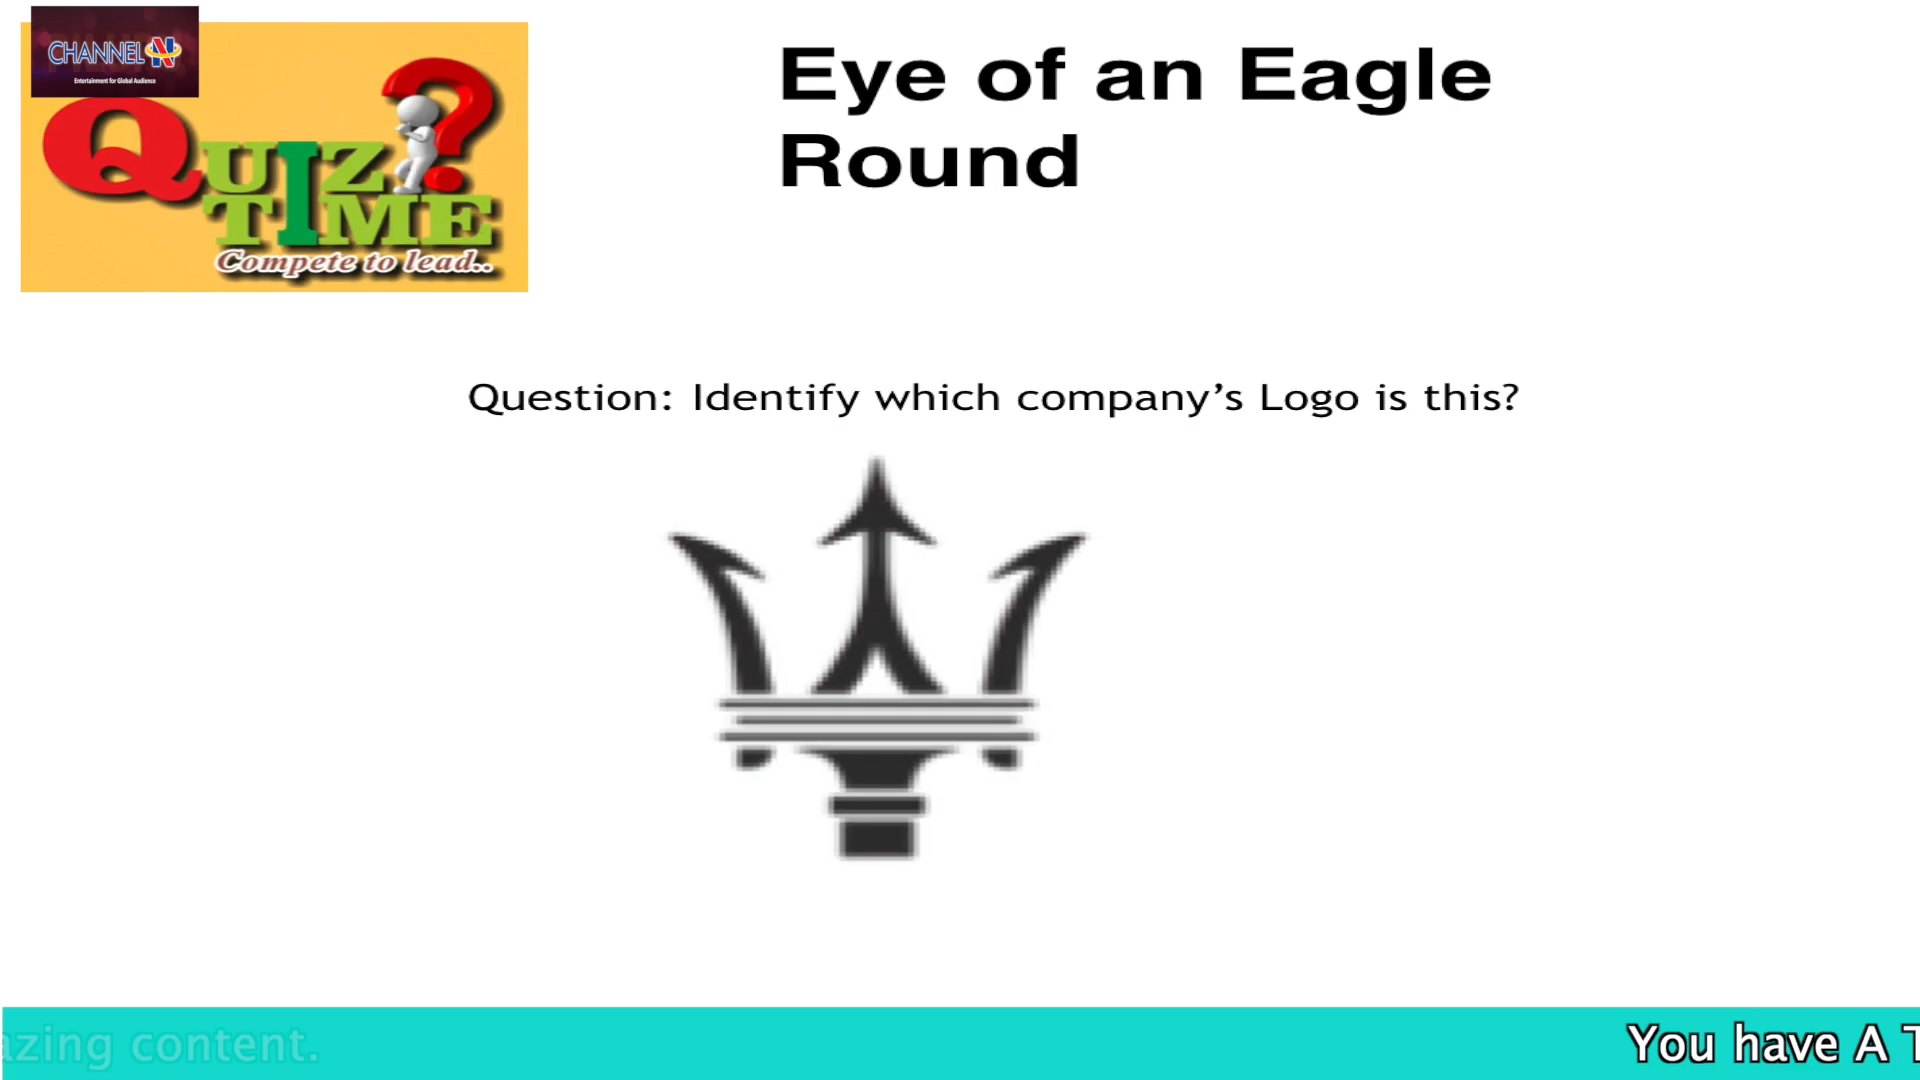 CHANNEL N
Entertainment for Global Audience
QUIZ TIME
Compete to lead..
Eye of an Eagle
Round
Question: Identify which company’s Logo is this?
azing content.
You have A T